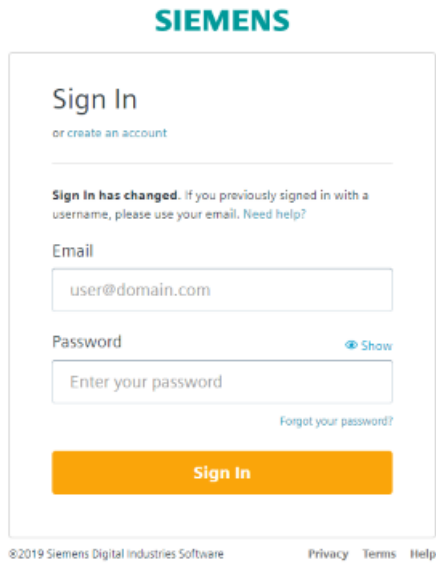 SIEMENS
Sign In
or create an account
Sign In has changed. If you previously signed in with a
username, please use your email. Need help?
Email
user@domain.com
Password
Show
Enter your password
Forgot your password?
Sign In
©2019 Siemens Digital Industries Software Privacy Terms Help